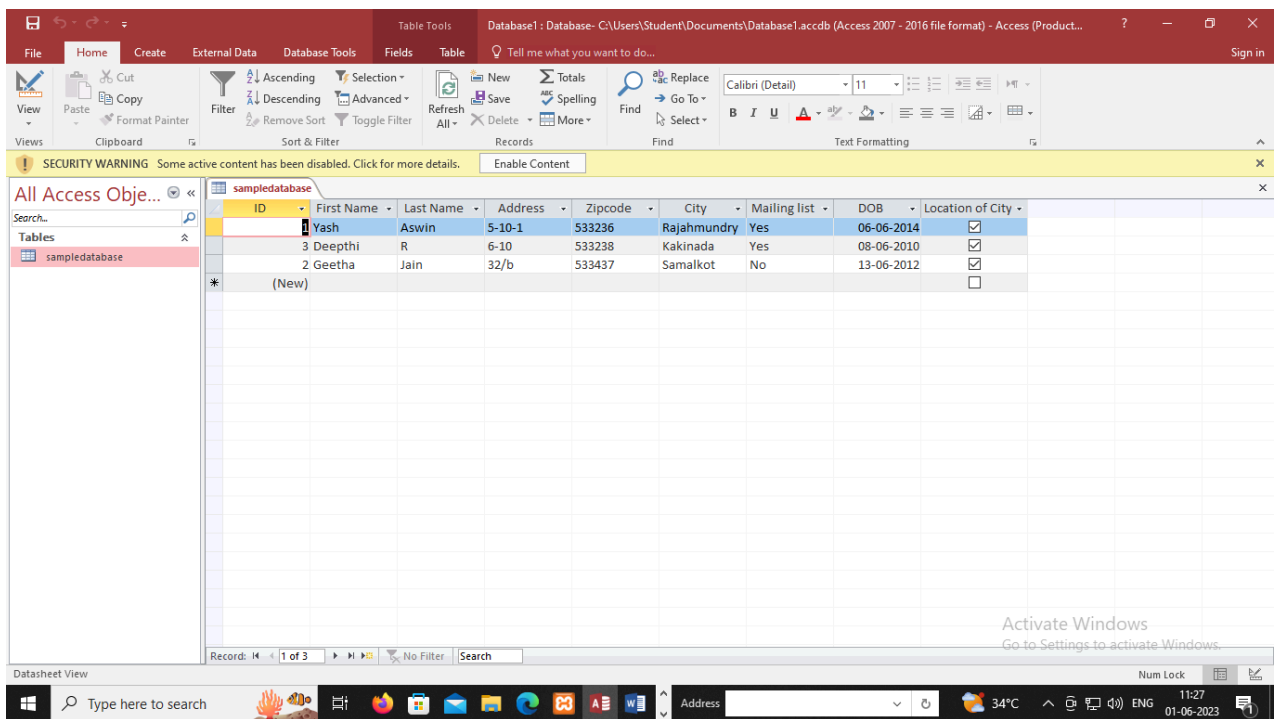 Table Tools Database1 : Database- C:\Users\Student\Documents\Database1.accdb (Access 2007 - 2016 file format) - Access (Product... ?
File Home Create External Data Database Tools Fields Table Tell me what you want to do... Sign in
View Paste Cut Copy Format Painter
Filter Ascending Descending Remove Sort Selection Advanced Toggle Filter
Refresh All New Save Delete Totals Spelling More
Find Replace Go To Select
Calibri (Detail) 11
B I U A
Views Clipboard Sort & Filter Records Find Text Formatting
SECURITY WARNING Some active content has been disabled. Click for more details. Enable Content
All Access Obje...
Search...
Tables
sampledatabase
sampledatabase
ID First Name Last Name Address Zipcode City Mailing list DOB Location of City
1 Yash Aswin 5-10-1 533236 Rajahmundry Yes 06-06-2014
3 Deepthi R 6-10 533238 Kakinada Yes 08-06-2010
2 Geetha Jain 32/b 533437 Samalkot No 13-06-2012
(New)
Activate Windows
Go to Settings to activate Windows.
Record: 1 of 3 No Filter Search
Datasheet View Num Lock
Type here to search Address 34°C ENG 11:27
01-06-2023